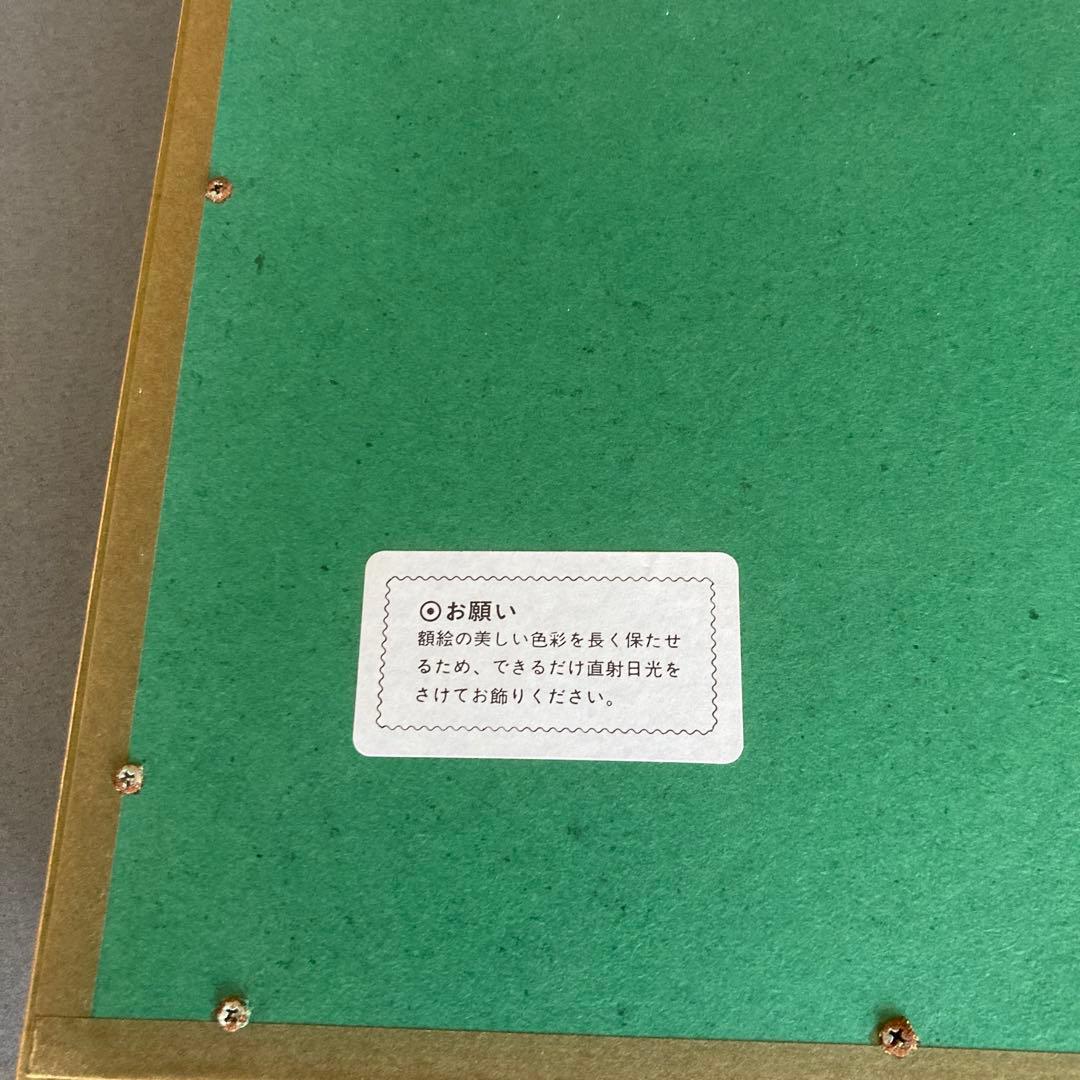 ◉お願い
額絵の美しい色彩を長く保たせ
るため、できるだけ直射日光を
さけてお飾りください。